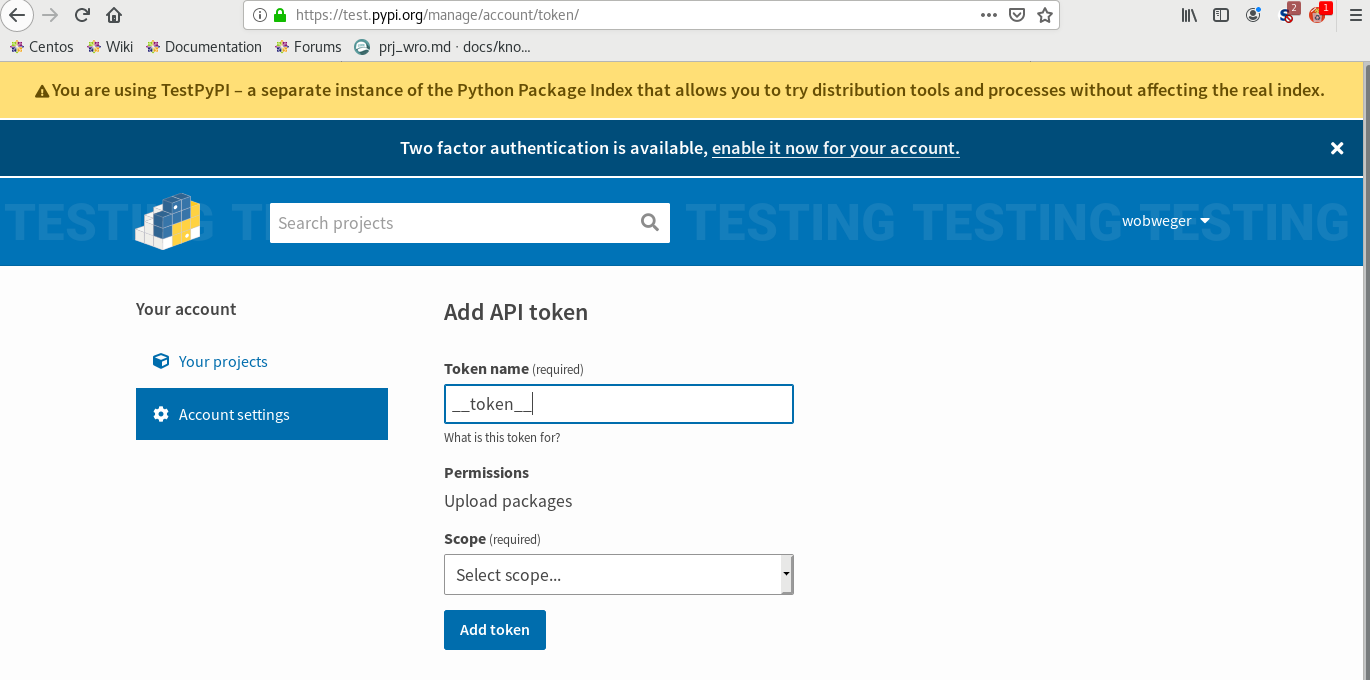 https://test.pypi.org/manage/account/token/
2
1
Centos Wiki Documentation Forums prj_wro.md · docs/kno...
You are using TestPyPI – a separate instance of the Python Package Index that allows you to try distribution tools and processes without affecting the real index.
Two factor authentication is available, enable it now for your account.
TESTING T Search projects TESTING TESTING TESTING
wobweger
Your account
Add API token
Token name (required)
Your projects
__token__
Account settings
What is this token for?
Permissions
Upload packages
Scope (required)
Select scope...
Add token